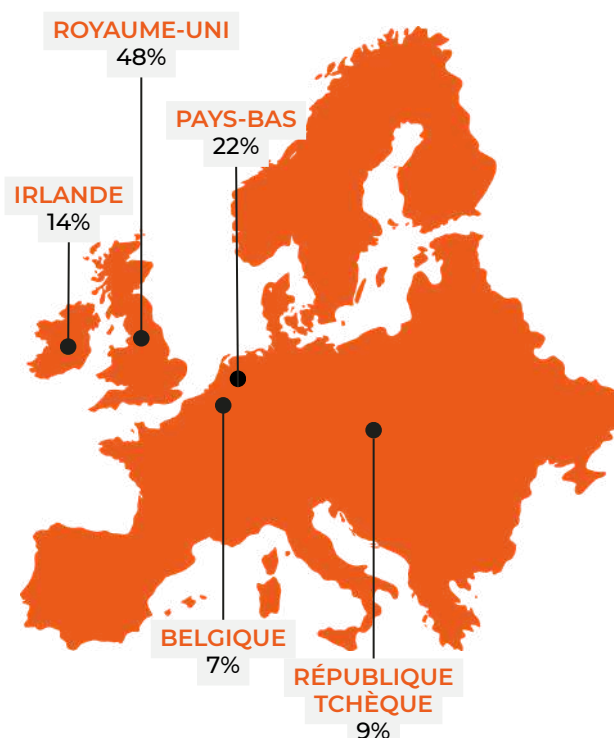 ROYAUME-UNI
48%
PAYS-BAS
22%
IRLANDE
14%
BELGIQUE
7%
RÉPUBLIQUE
TCHÈQUE
9%